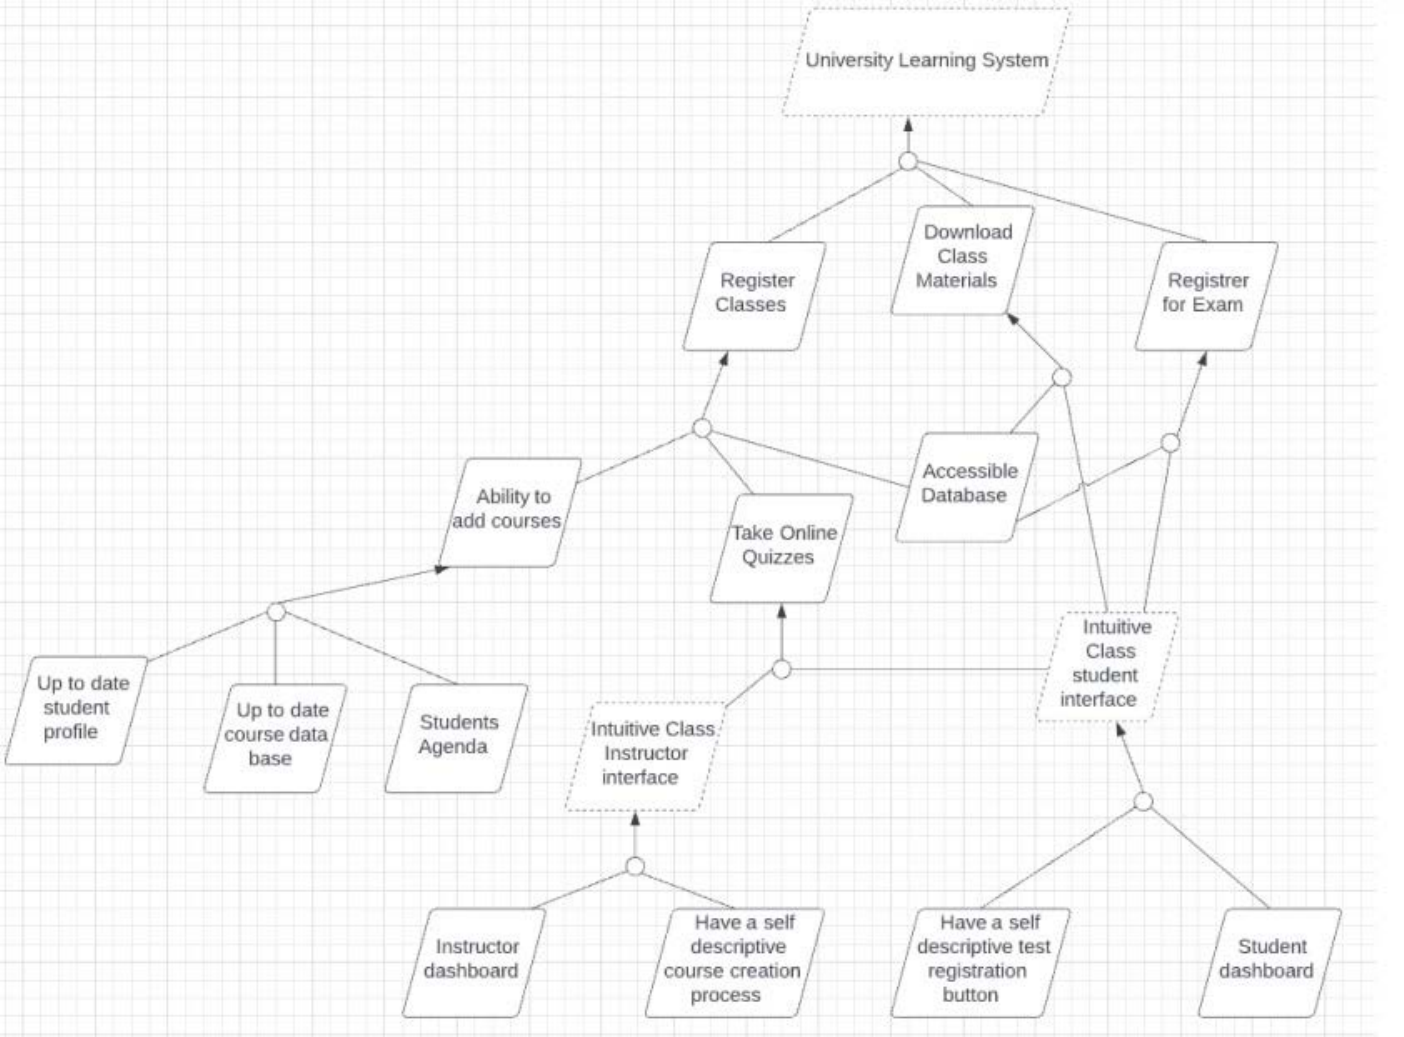 University Learning System
Download
Class
Materials
Register
Classes
Registrer
for Exam
Accessible
Database
Ability to
add courses
Take Online
Quizzes
Intuitive
Class
student
interface
Up to date
student
profile
Up to date
course data
base
Students
Agenda
Intuitive Class
Instructor
interface
Instructor
dashboard
Have a self
descriptive
course creation
process
Have a self
descriptive test
registration
button
Student
dashboard